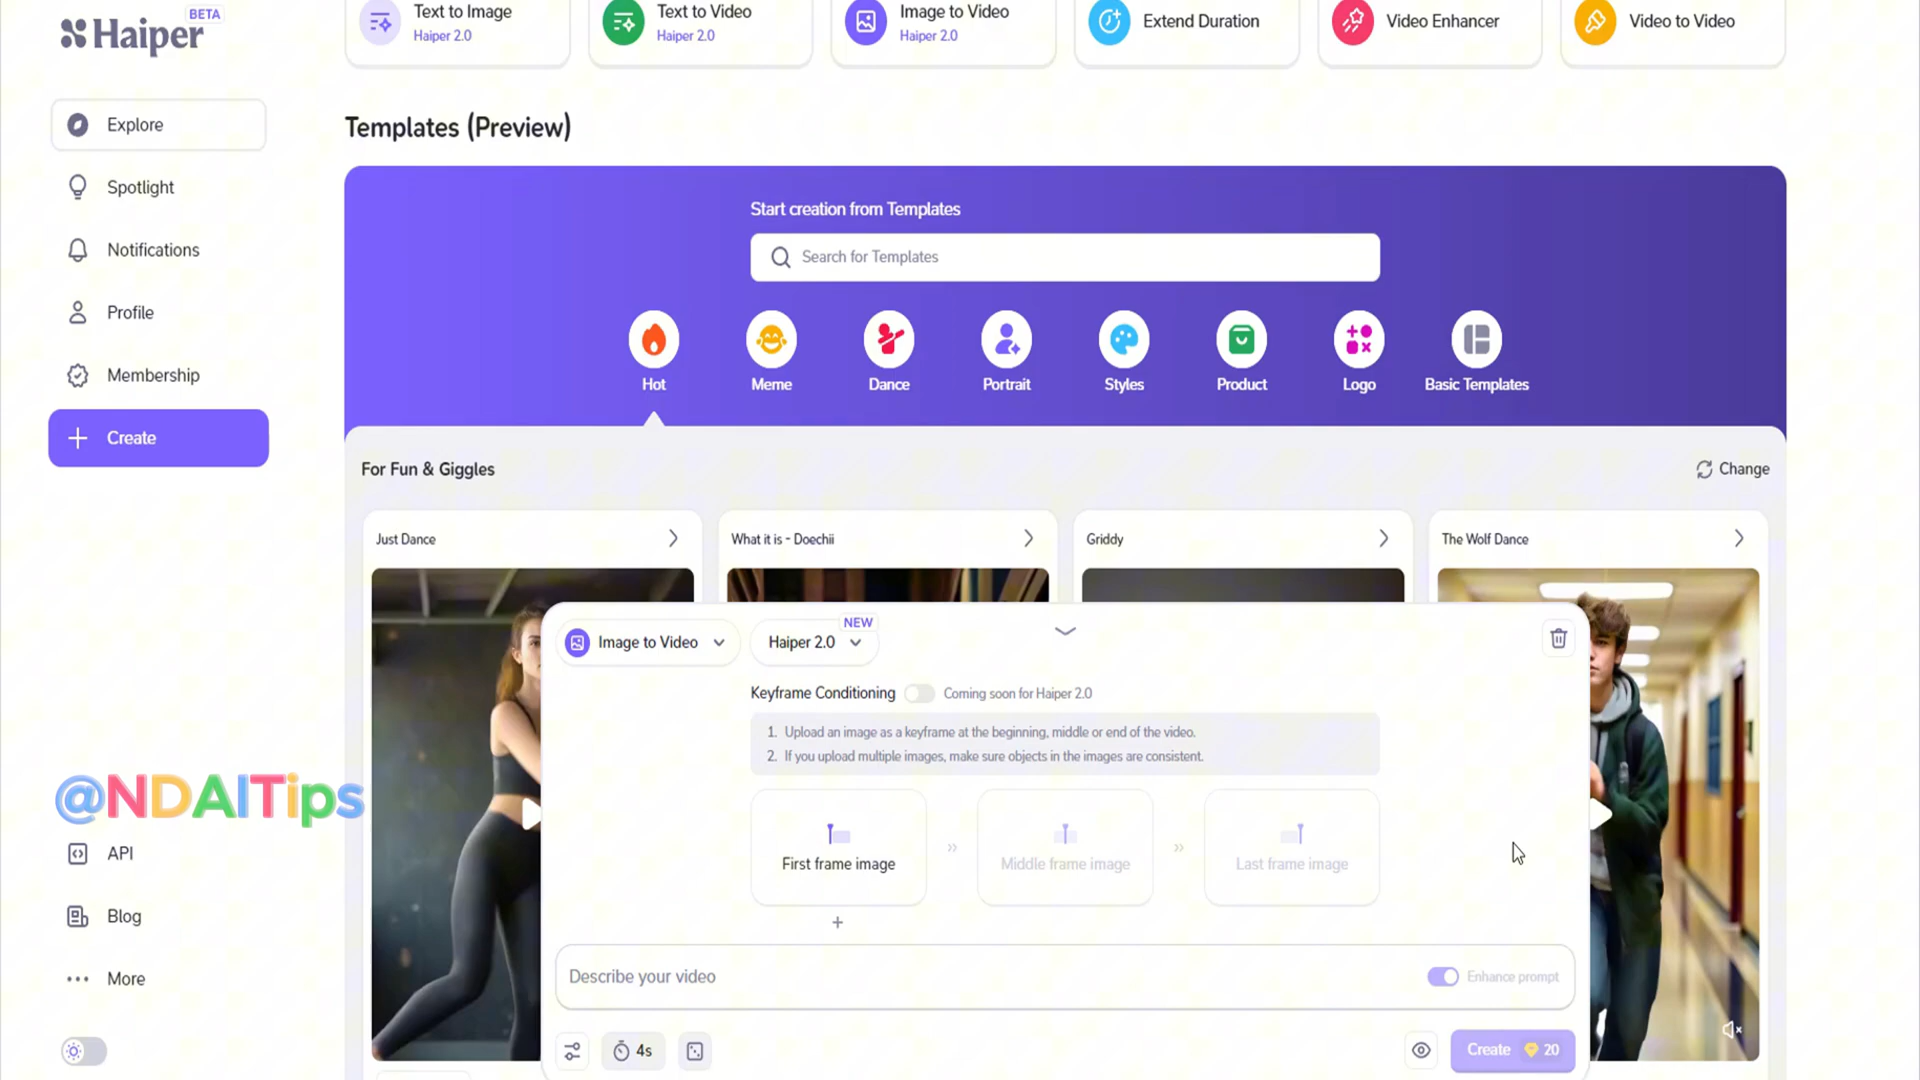 Haiper BETA
Text to Image
Haiper 2.0
Text to Video
Haiper 2.0
Image to Video
Haiper 2.0
Extend Duration
Video Enhancer
Video to Video
Explore
Spotlight
Notifications
Profile
Membership
Create
@NDAITips
API
Blog
More
Templates (Preview)
Start creation from Templates
Search for Templates
Hot
Meme
Dance
Portrait
Styles
Product
Logo
Basic Templates
For Fun & Giggles
Change
Just Dance
What it is - Doechii
Griddy
The Wolf Dance
Image to Video
Haiper 2.0
NEW
Keyframe Conditioning
Coming soon for Haiper 2.0
1. Upload an image as a keyframe at the beginning, middle or end of the video.
2. If you upload multiple images, make sure objects in the images are consistent.
First frame image
Middle frame image
Last frame image
Describe your video
Enhance prompt
4s
Create 20